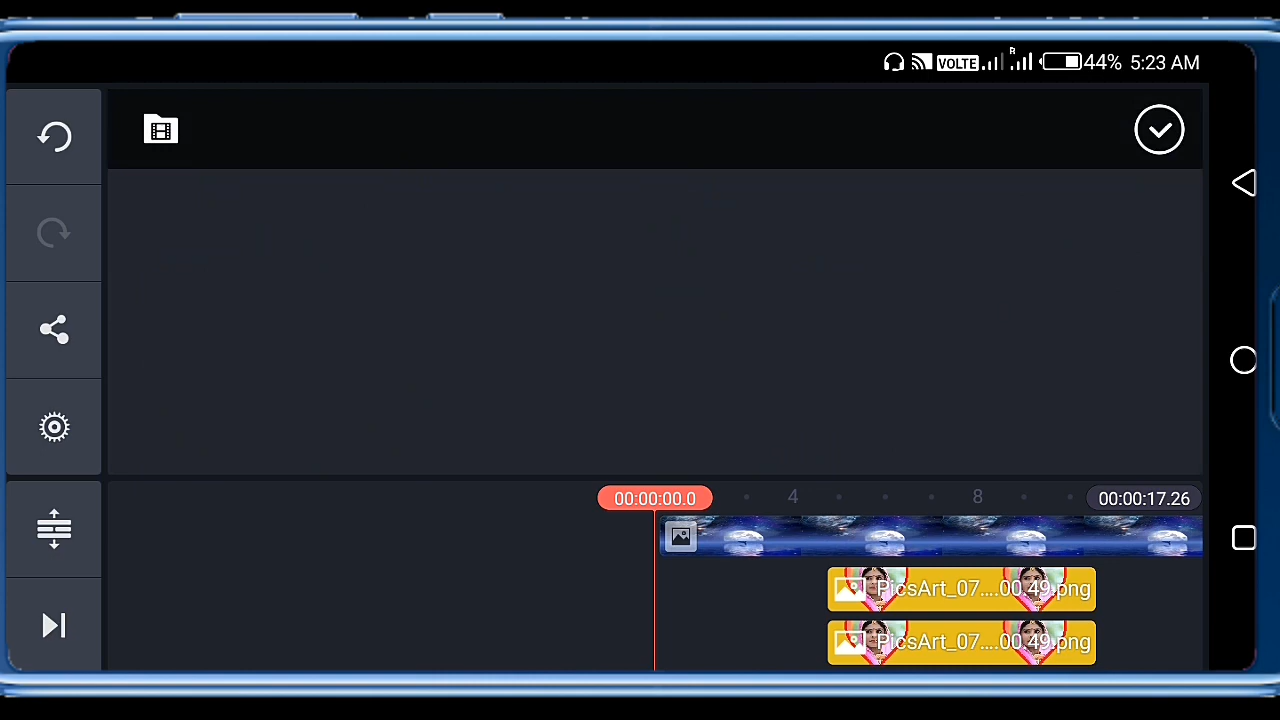 R
VOLTE 44% 5:23 AM
00:00:00.0 4 8 00:00:17.26
PicsArt_07....00.49.png
PicsArt_07....00.49.png